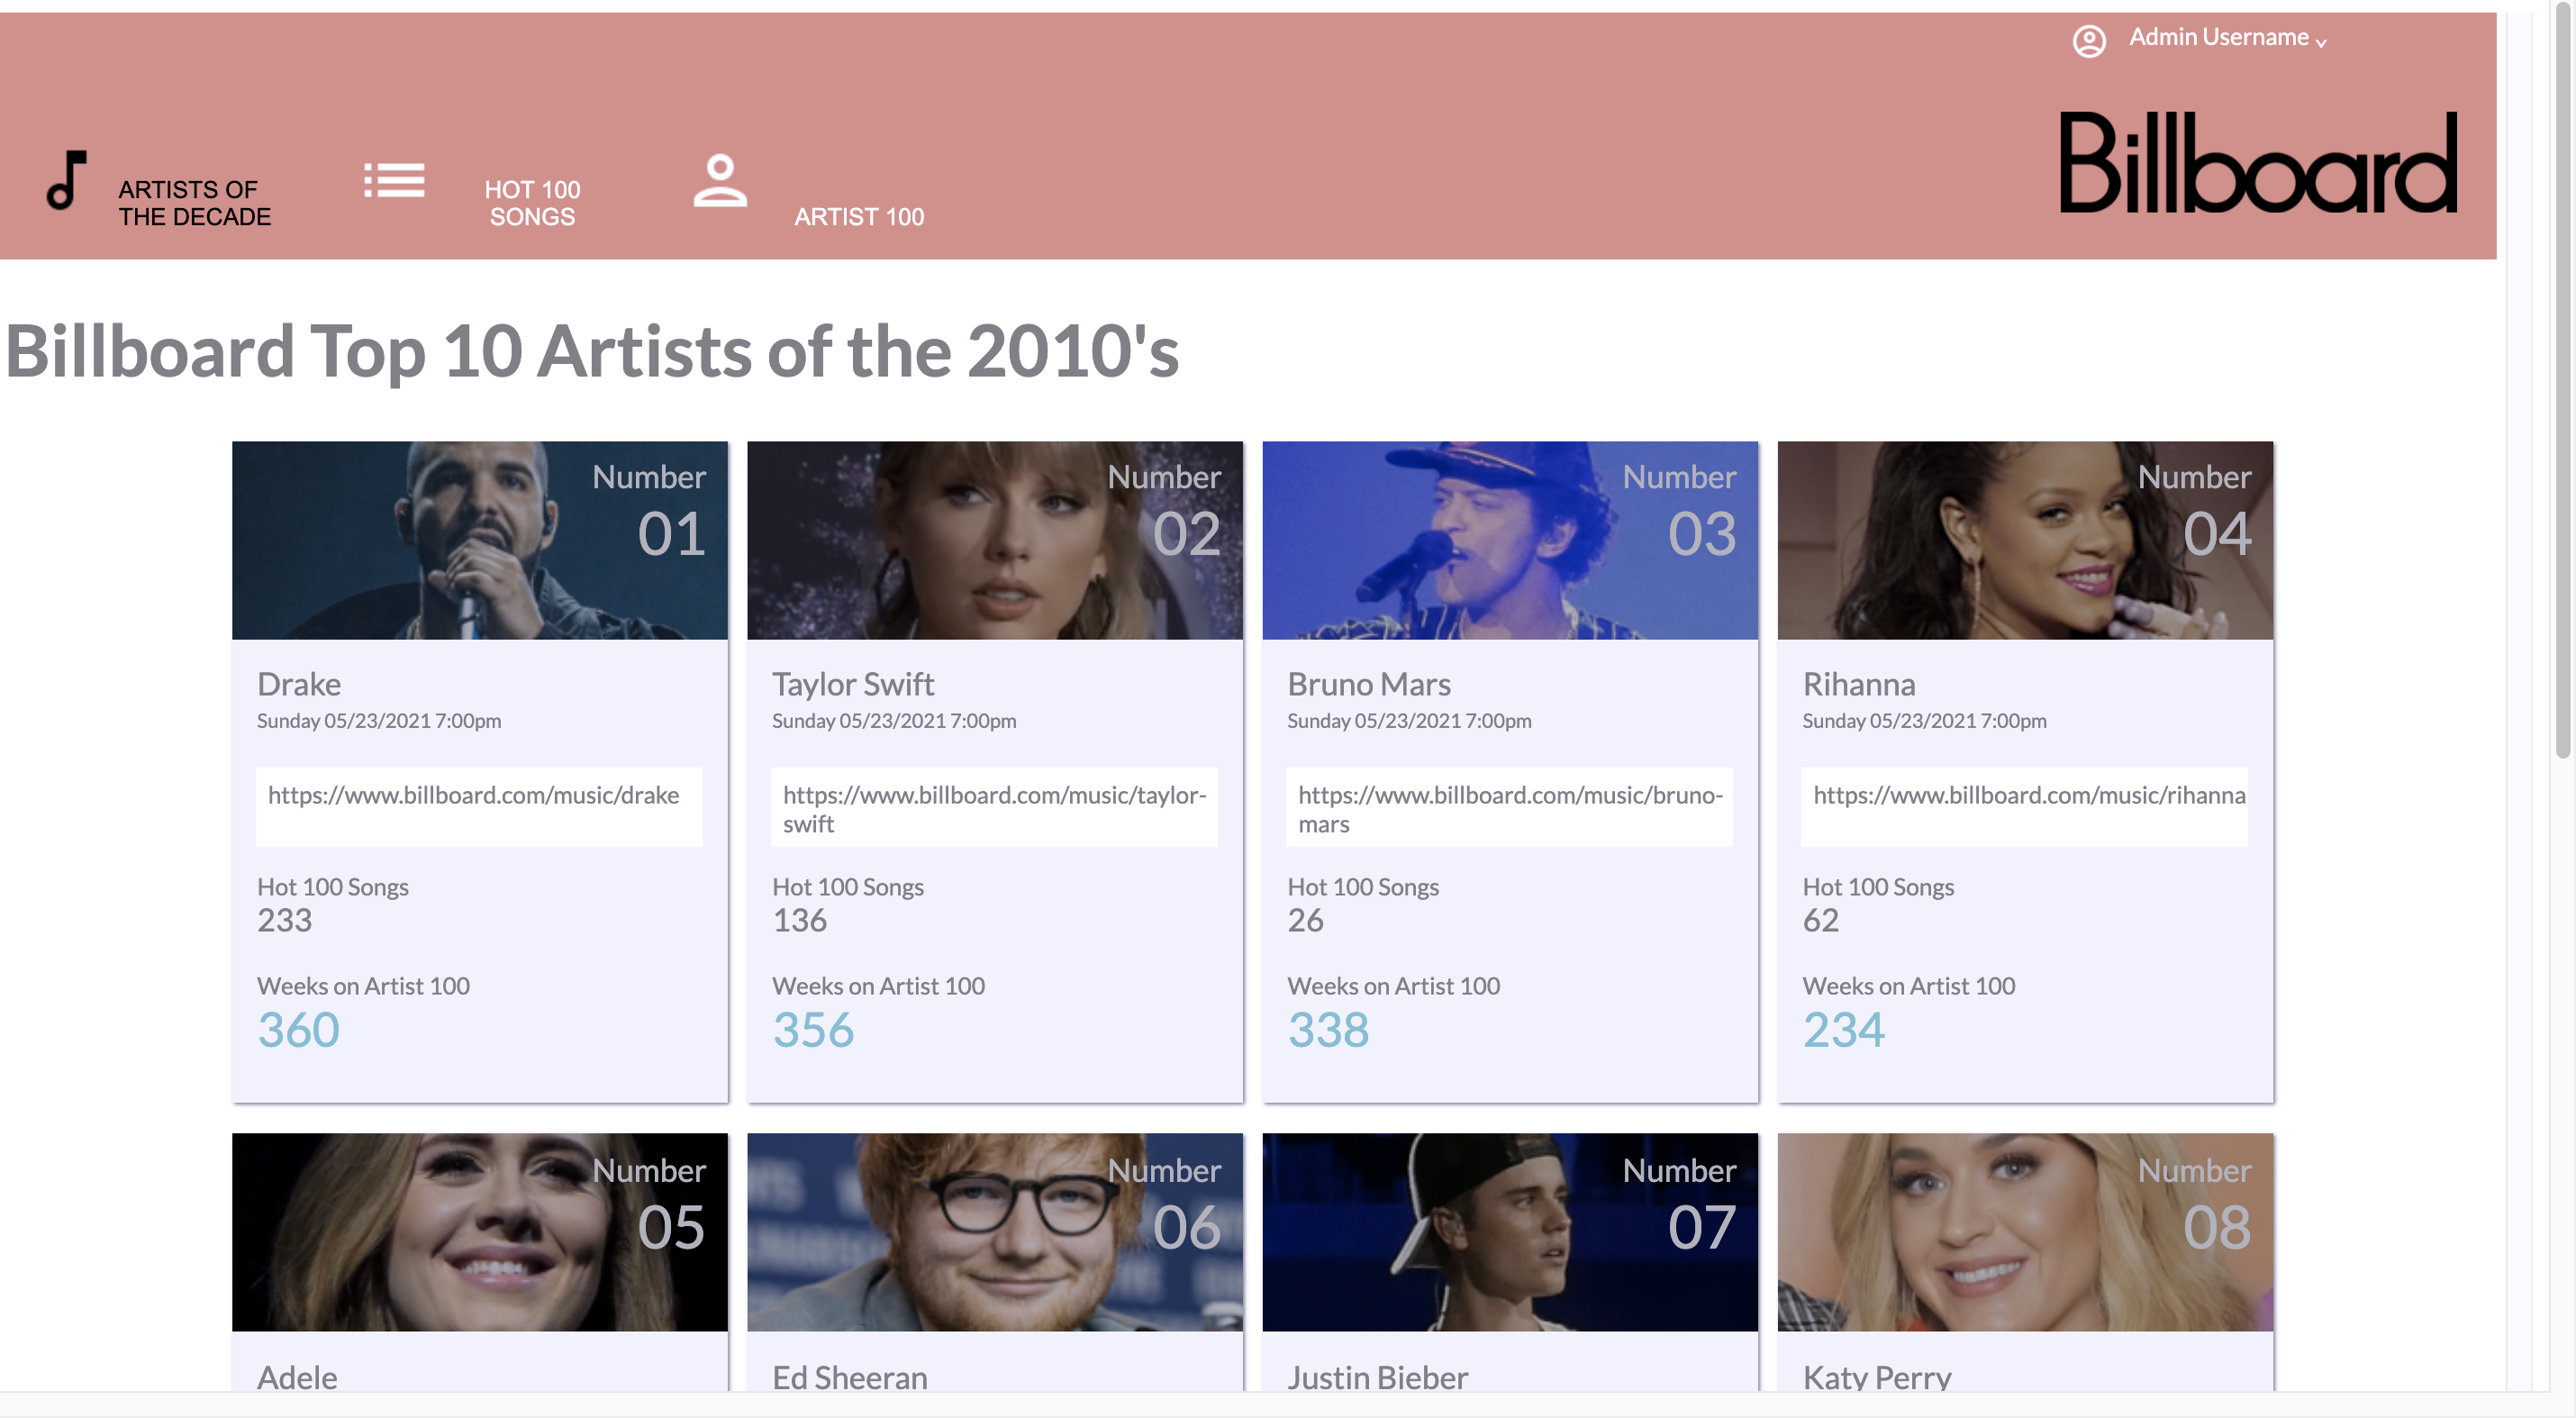 Admin Username
Billboard
ARTISTS OF
THE DECADE
HOT 100
SONGS
ARTIST 100
Billboard Top 10 Artists of the 2010's
Number
01
Number
02
Number
03
Number
04
Drake
Sunday 05/23/2021 7:00pm
https://www.billboard.com/music/drake
Hot 100 Songs
233
Weeks on Artist 100
360
Taylor Swift
Sunday 05/23/2021 7:00pm
https://www.billboard.com/music/taylor-
swift
Hot 100 Songs
136
Weeks on Artist 100
356
Bruno Mars
Sunday 05/23/2021 7:00pm
https://www.billboard.com/music/bruno-
mars
Hot 100 Songs
26
Weeks on Artist 100
338
Rihanna
Sunday 05/23/2021 7:00pm
https://www.billboard.com/music/rihanna
Hot 100 Songs
62
Weeks on Artist 100
234
Number
05
Adele
Number
06
Ed Sheeran
Number
07
Justin Bieber
Number
08
Katy Perry